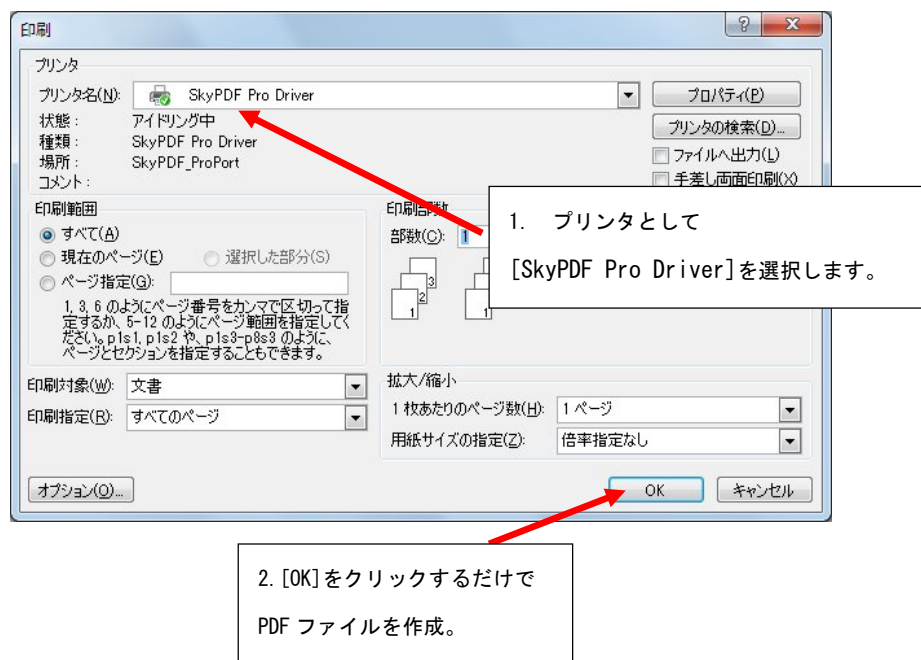 印刷
プリンタ
プリンタ名(N): SkyPDF Pro Driver プロパティ(P)
状態: アイドリング中
種類: SkyPDF Pro Driver プリンタの検索(D)...
場所: SkyPDF_ProPort ファイルへ出力(L)
コメント: 手差し両面印刷(X)
印刷範囲
すべて(A)
現在のページ(E) 選択した部分(S)
ページ指定(G):
1, 3, 6 のようにページ番号をカンマで区切って指
定するか、5-12 のようにページ範囲を指定してく
ださい。p1s1, p1s2 や、p1s3-p8s3 のように、
ページとセクションを指定することもできます。
印刷部数
部数(C): 1
1 2 3
1
1. プリンタとして
[SkyPDF Pro Driver]を選択します。
印刷対象(W): 文書
印刷指定(R): すべてのページ
拡大/縮小
1 枚あたりのページ数(H): 1 ページ
用紙サイズの指定(Z): 倍率指定なし
オプション(O)... OK キャンセル
2.[OK]をクリックするだけで
PDF ファイルを作成。